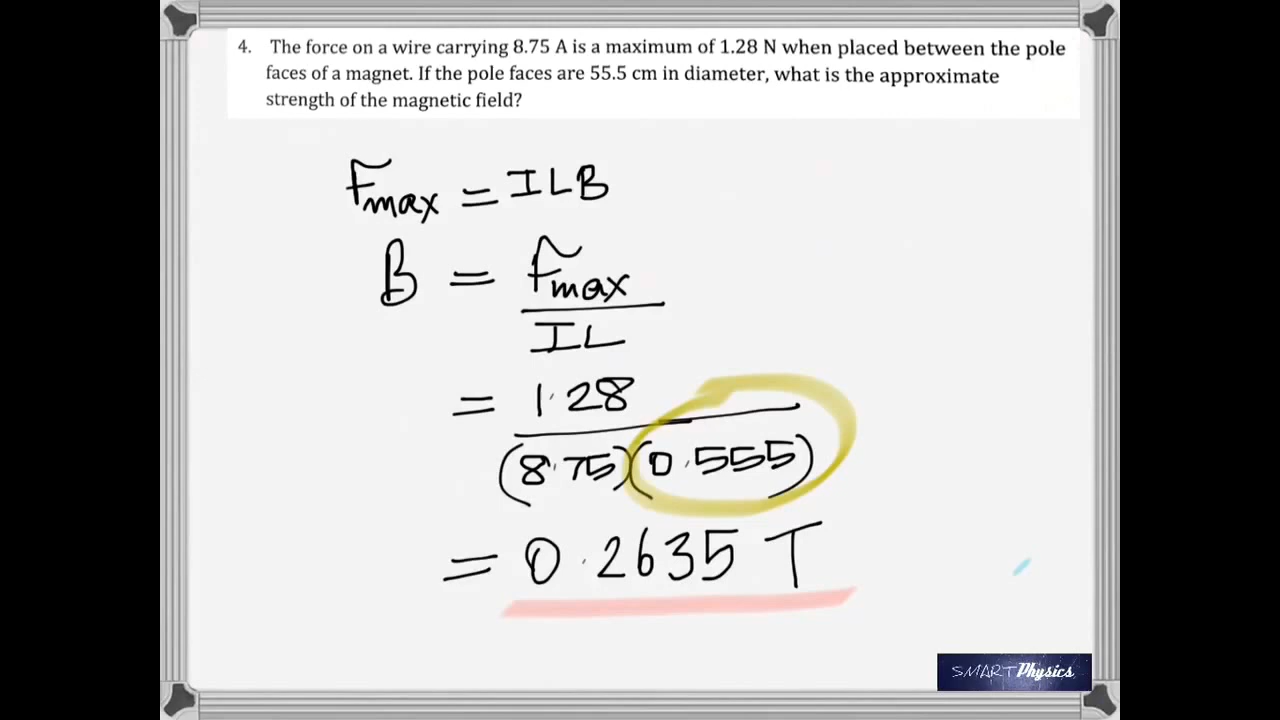 4. The force on a wire carrying 8.75 A is a maximum of 1.28 N when placed between the pole
faces of a magnet. If the pole faces are 55.5 cm in diameter, what is the approximate
strength of the magnetic field?
Fmax = ILB
B = Fmax
IL
= 1.28
(8.75)(0.555)
= 0.2635 T
SMART Physics